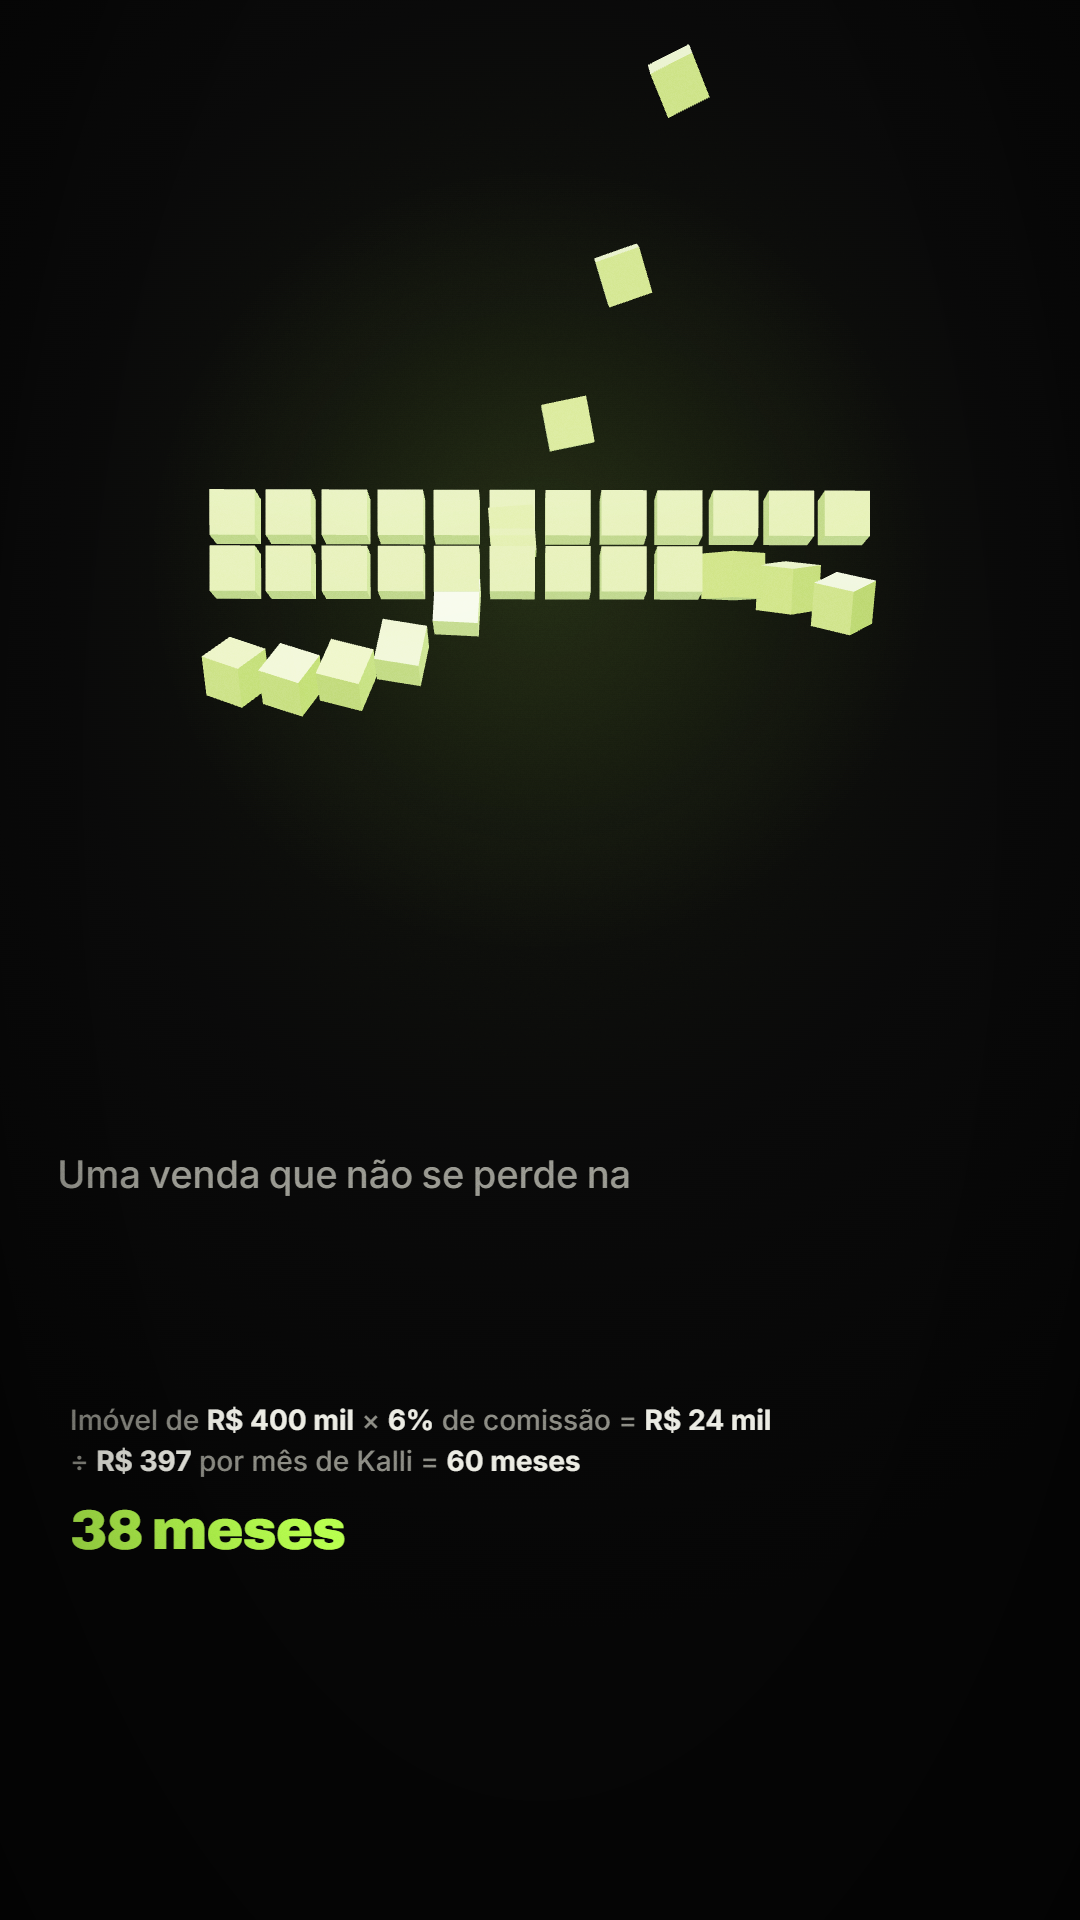 Uma venda que não se perde na
Imóvel de R$ 400 mil × 6% de comissão = R$ 24 mil
÷ R$ 397 por mês de Kalli = 60 meses
38 meses